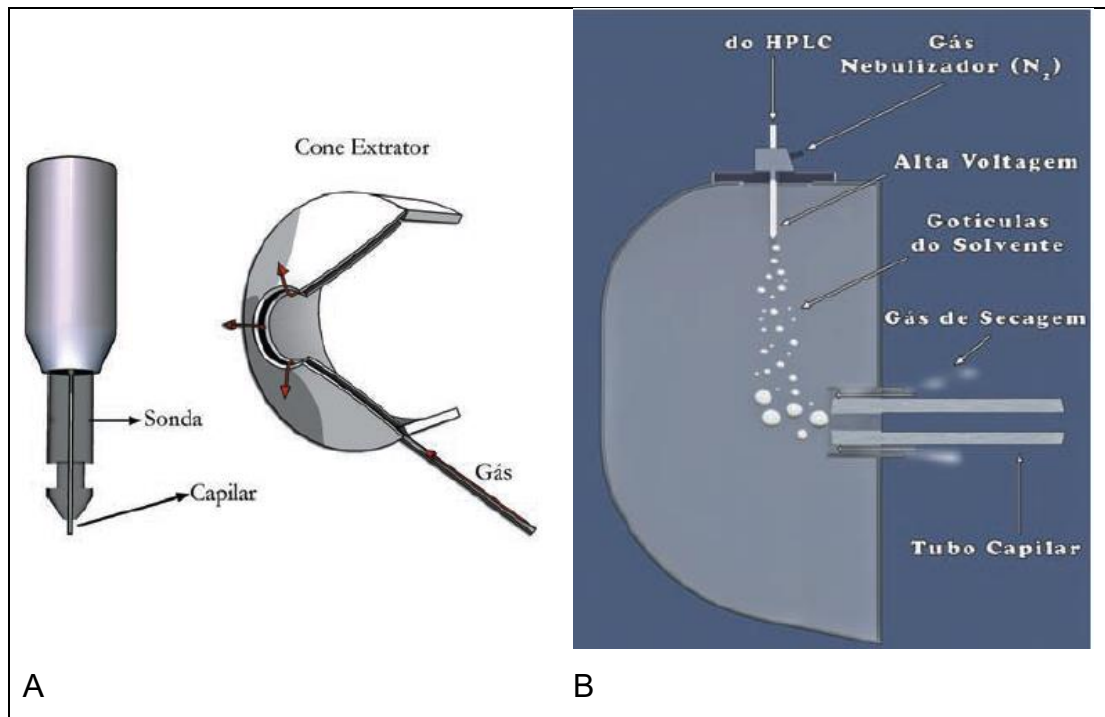 Cone Extrator
Sonda
Capilar
Gás
A
do HPLC
Gás
Nebulizador (N₂)
Alta Voltagem
Gotículas
do Solvente
Gás de Secagem
Tubo Capilar
B